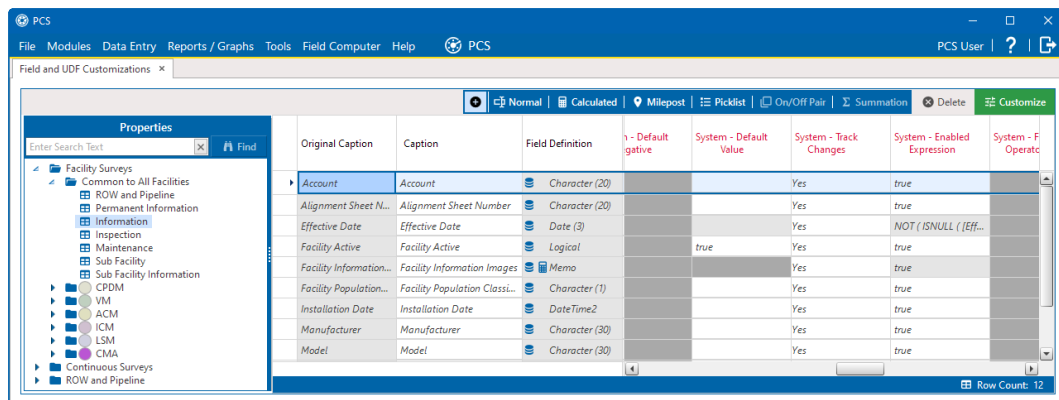 PCS
File Modules Data Entry Reports / Graphs Tools Field Computer Help PCS PCS User ?
Field and UDF Customizations ×
Normal Calculated Milepost Picklist On/Off Pair Σ Summation Delete Customize
Properties
Enter Search Text × Find
Facility Surveys
Common to All Facilities
ROW and Pipeline
Permanent Information
Information
Inspection
Maintenance
Sub Facility
Sub Facility Information
CPDM
VM
ACM
ICM
LSM
CMA
Continuous Surveys
ROW and Pipeline
Original Caption Caption Field Definition - Default System - Default System - Track System - Enabled System - F
gative Value Changes Expression Operato
Account Account Character (20) Yes true
Alignment Sheet N... Alignment Sheet Number Character (20) Yes true
Effective Date Effective Date Date (3) Yes NOT ( ISNULL ( [Eff...
Facility Active Facility Active Logical true Yes true
Facility Information... Facility Information Images Memo Yes true
Facility Population... Facility Population Classi... Character (1) Yes true
Installation Date Installation Date DateTime2 Yes true
Manufacturer Manufacturer Character (30) Yes true
Model Model Character (30) Yes true
Row Count: 12